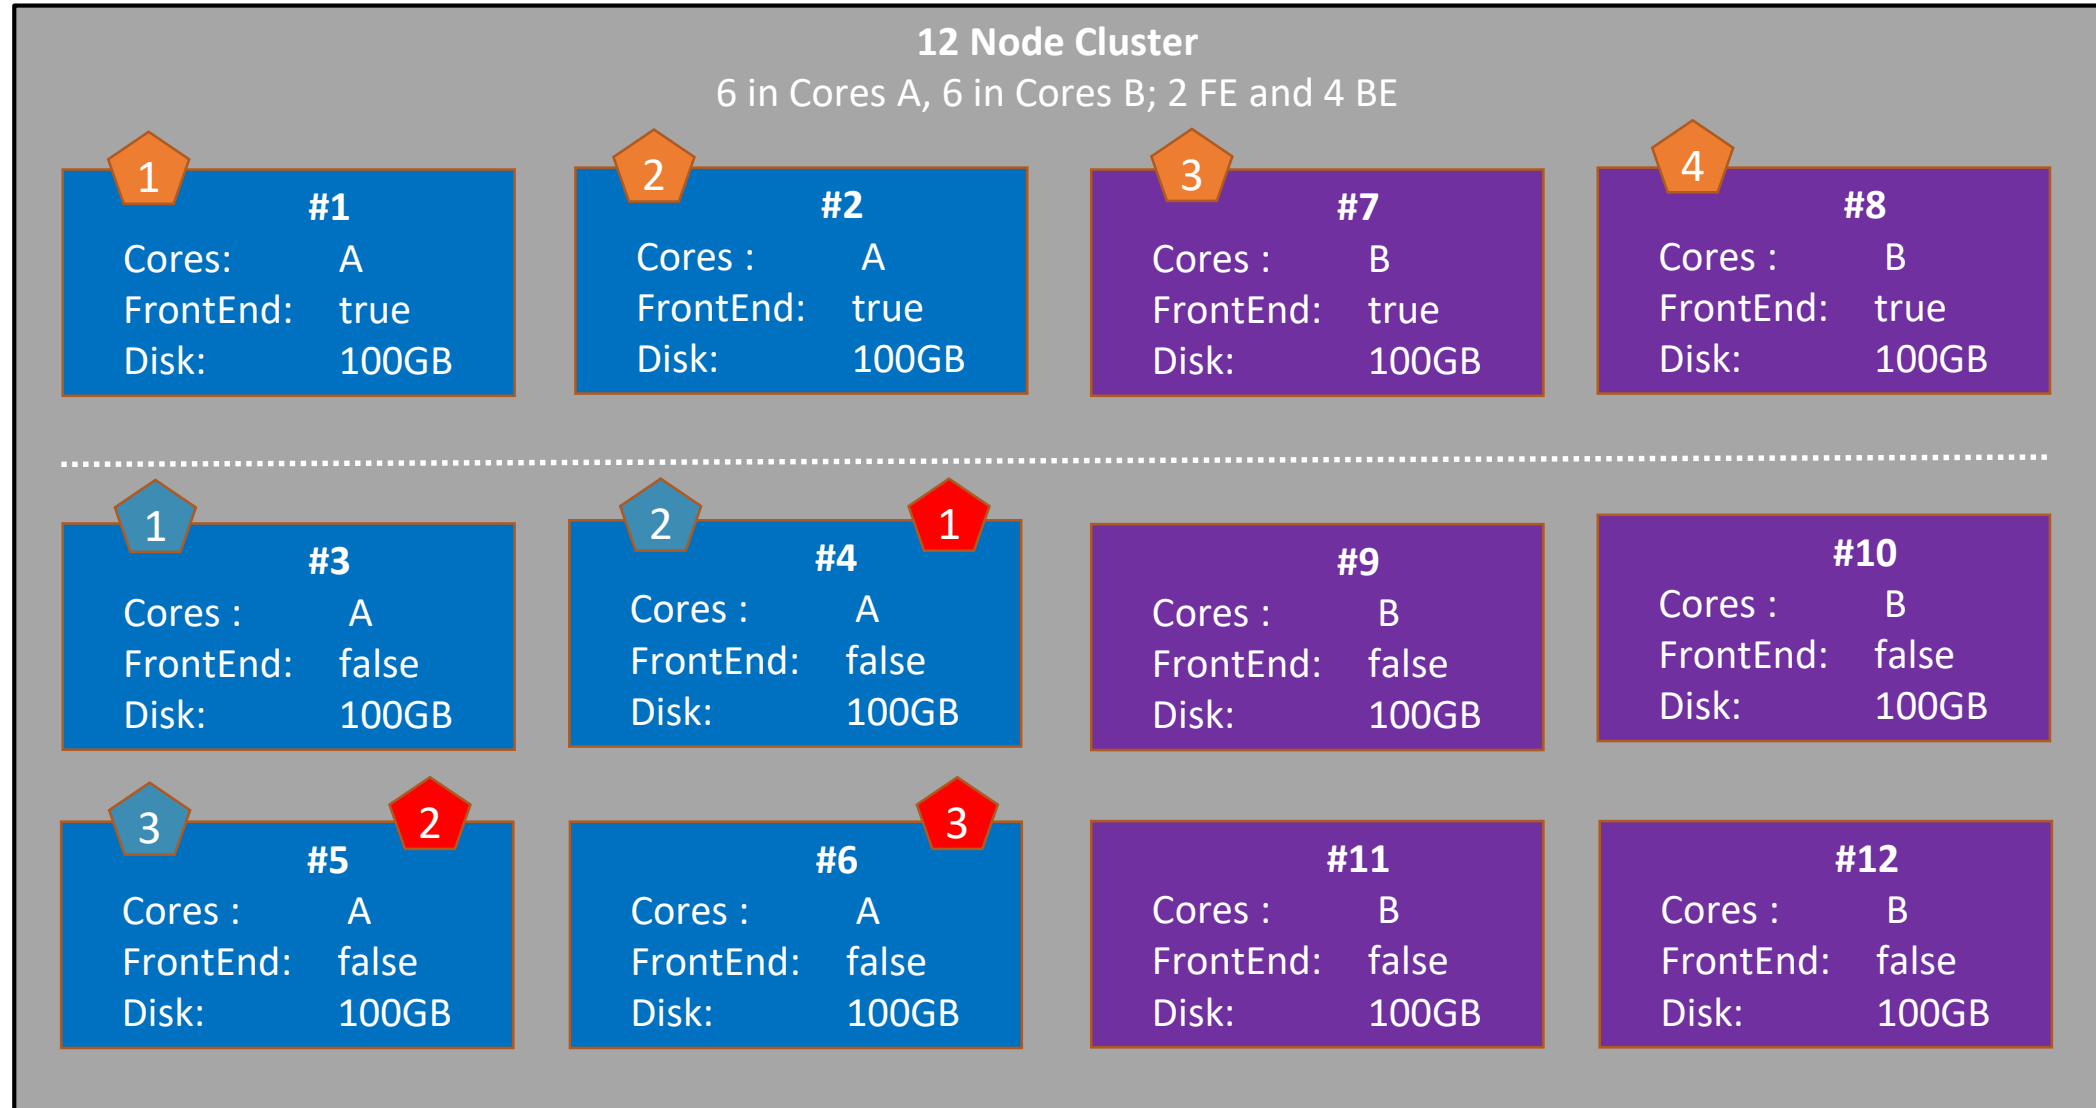 12 Node Cluster
6 in Cores A, 6 in Cores B; 2 FE and 4 BE
1
#1
Cores: A
FrontEnd: true
Disk: 100GB
2
#2
Cores : A
FrontEnd: true
Disk: 100GB
3
#7
Cores : B
FrontEnd: true
Disk: 100GB
4
#8
Cores : B
FrontEnd: true
Disk: 100GB
1
#3
Cores : A
FrontEnd: false
Disk: 100GB
2
1
#4
Cores : A
FrontEnd: false
Disk: 100GB
#9
Cores : B
FrontEnd: false
Disk: 100GB
#10
Cores : B
FrontEnd: false
Disk: 100GB
3
2
#5
Cores : A
FrontEnd: false
Disk: 100GB
3
#6
Cores : A
FrontEnd: false
Disk: 100GB
#11
Cores : B
FrontEnd: false
Disk: 100GB
#12
Cores : B
FrontEnd: false
Disk: 100GB